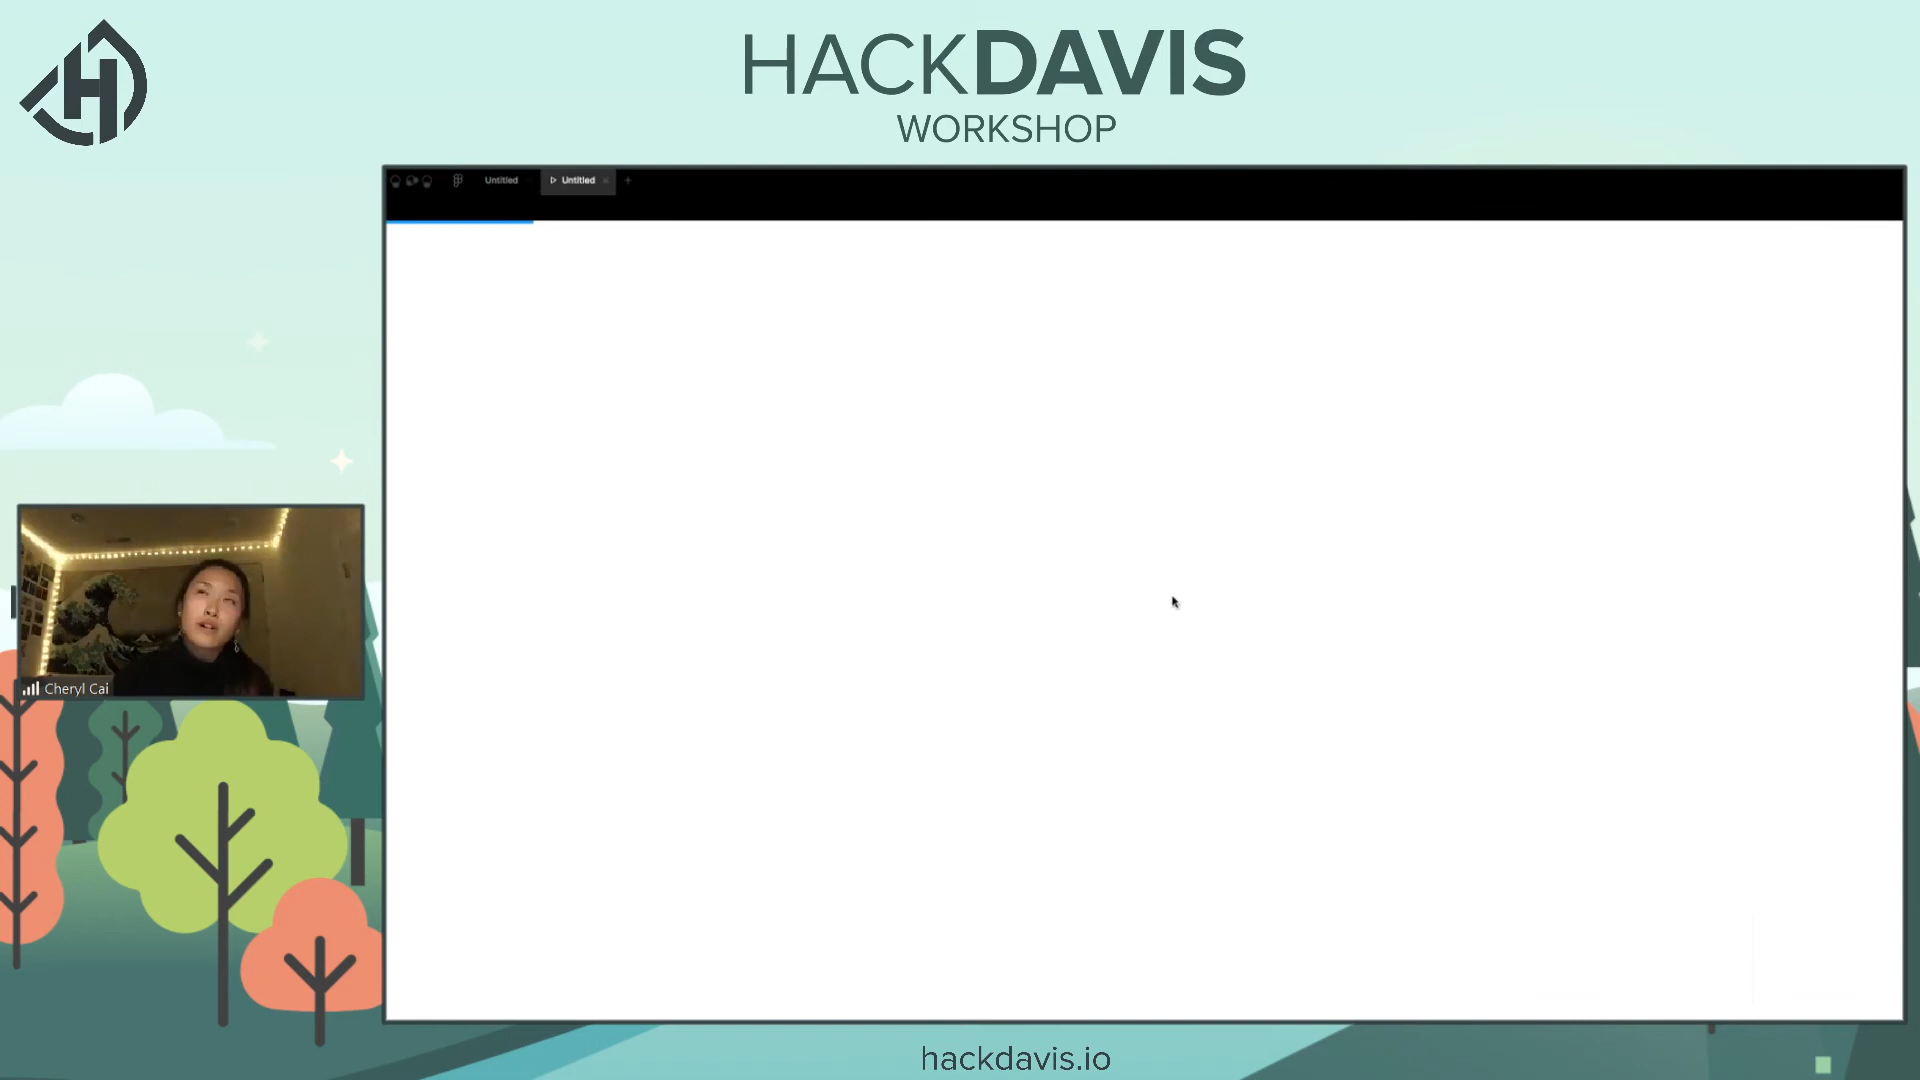 HACKDAVIS
WORKSHOP
Untitled
Untitled
Cheryl Cai
hackdavis.io